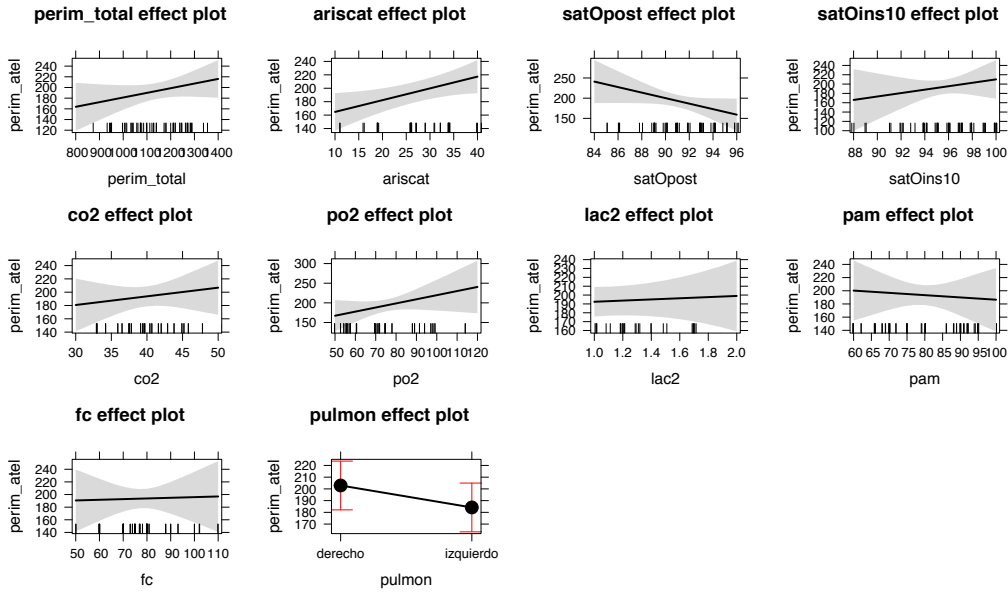 perim_total effect plot
perim_atel
240
220
200
180
160
140
120
800 900 1000 1100 1200 1300 1400
perim_total
ariscat effect plot
perim_atel
240
220
200
180
160
140
10 15 20 25 30 35 40
ariscat
satOpost effect plot
perim_atel
250
200
150
84 86 88 90 92 94 96
satOpost
satOins10 effect plot
perim_atel
240
220
200
180
160
140
120
100
88 90 92 94 96 98 100
satOins10
co2 effect plot
perim_atel
240
220
200
180
160
140
30 35 40 45 50
co2
po2 effect plot
perim_atel
300
250
200
150
50 60 70 80 90 100 110 120
po2
lac2 effect plot
perim_atel
240
230
220
210
200
190
180
170
160
1.0 1.2 1.4 1.6 1.8 2.0
lac2
pam effect plot
perim_atel
240
220
200
180
160
140
60 65 70 75 80 85 90 95 100
pam
fc effect plot
perim_atel
240
220
200
180
160
140
50 60 70 80 90 100 110
fc
pulmon effect plot
perim_atel
220
210
200
190
180
170
derecho izquierdo
pulmon